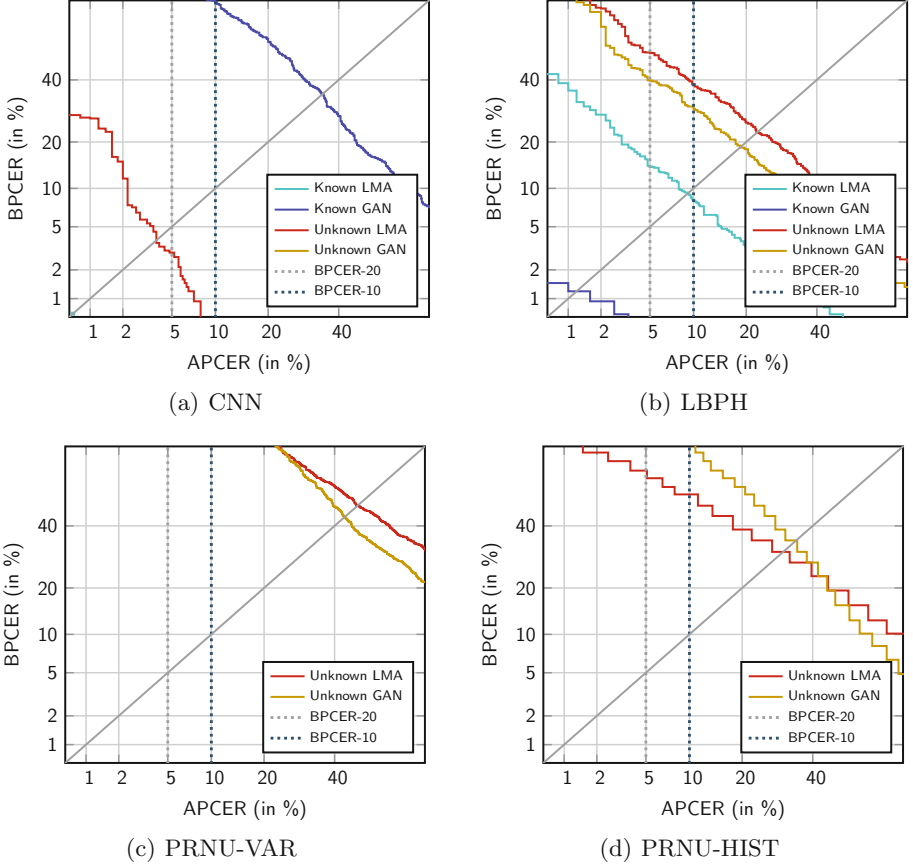 BPCER (in %)
40
20
10
5
2
1
1 2 5 10 20 40
APCER (in %)
Known LMA
Known GAN
Unknown LMA
Unknown GAN
BPCER-20
BPCER-10
(a) CNN
BPCER (in %)
40
20
10
5
2
1
1 2 5 10 20 40
APCER (in %)
Known LMA
Known GAN
Unknown LMA
Unknown GAN
BPCER-20
BPCER-10
(b) LBPH
BPCER (in %)
40
20
10
5
2
1
1 2 5 10 20 40
APCER (in %)
Unknown LMA
Unknown GAN
BPCER-20
BPCER-10
(c) PRNU-VAR
BPCER (in %)
40
20
10
5
2
1
1 2 5 10 20 40
APCER (in %)
Unknown LMA
Unknown GAN
BPCER-20
BPCER-10
(d) PRNU-HIST